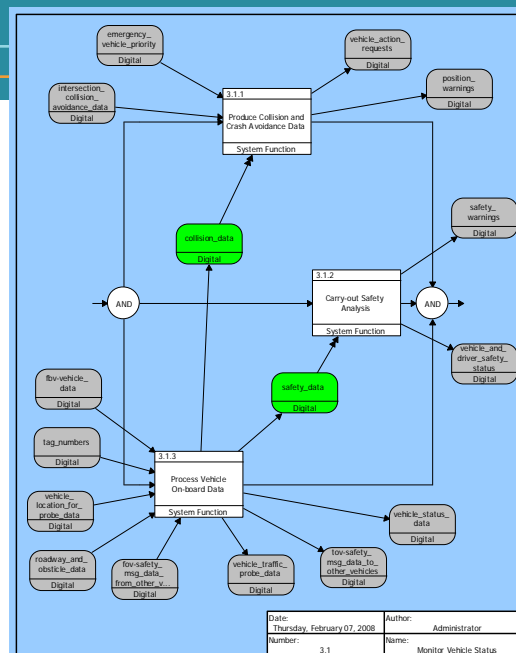 emergency_
vehicle_priority
Digital
vehicle_action_
requests
Digital
intersection_
collision_
avoidance_data
Digital
position_
warnings
Digital
3.1.1
Produce Collision and
Crash Avoidance Data
System Function
safety_
warnings
Digital
collision_data
Digital
3.1.2
Carry-out Safety
Analysis
System Function
AND
AND
vehicle_and_
driver_safety_
status
Digital
fbv-vehicle_
data
Digital
safety_data
Digital
tag_numbers
Digital
3.1.3
Process Vehicle
On-board Data
System Function
vehicle_
location_for_
probe_data
Digital
vehicle_status_
data
Digital
roadway_and_
obsticle_data
Digital
fov-safety_
msg_data_
from_other_v...
Digital
vehicle_traffic_
probe_data
Digital
tov-safety_
msg_data_to_
other_vehicles
Digital
Date:
Thursday, February 07, 2008
Author:
Administrator
Number:
3.1
Name:
Monitor Vehicle Status